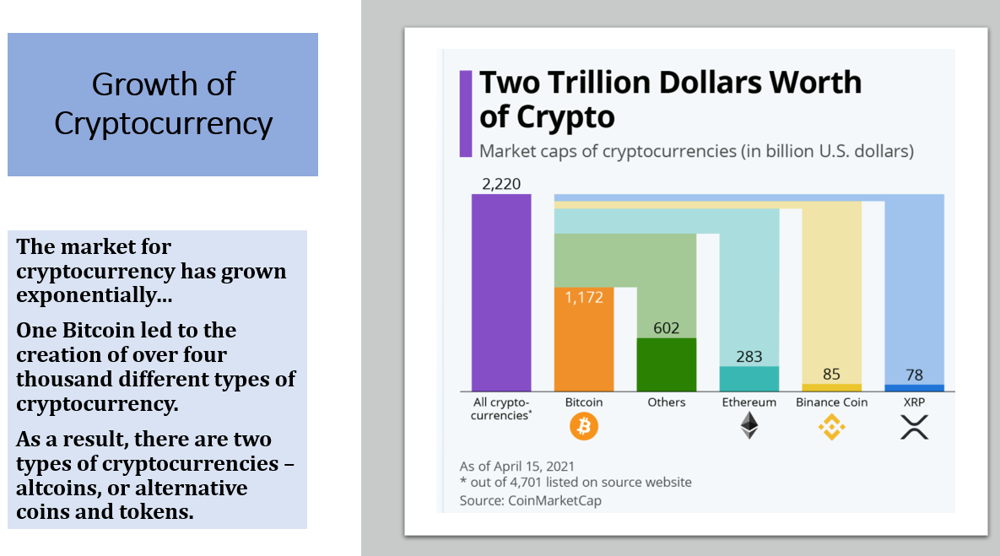 Growth of
Cryptocurrency
The market for
cryptocurrency has grown
exponentially...
One Bitcoin led to the
creation of over four
thousand different types of
cryptocurrency.
As a result, there are two
types of cryptocurrencies –
altcoins, or alternative
coins and tokens.
Two Trillion Dollars Worth
of Crypto
Market caps of cryptocurrencies (in billion U.S. dollars)
2,220
1,172
602
283
85
78
All crypto-
currencies*
Bitcoin
Others
Ethereum
Binance Coin
XRP
As of April 15, 2021
* out of 4,701 listed on source website
Source: CoinMarketCap